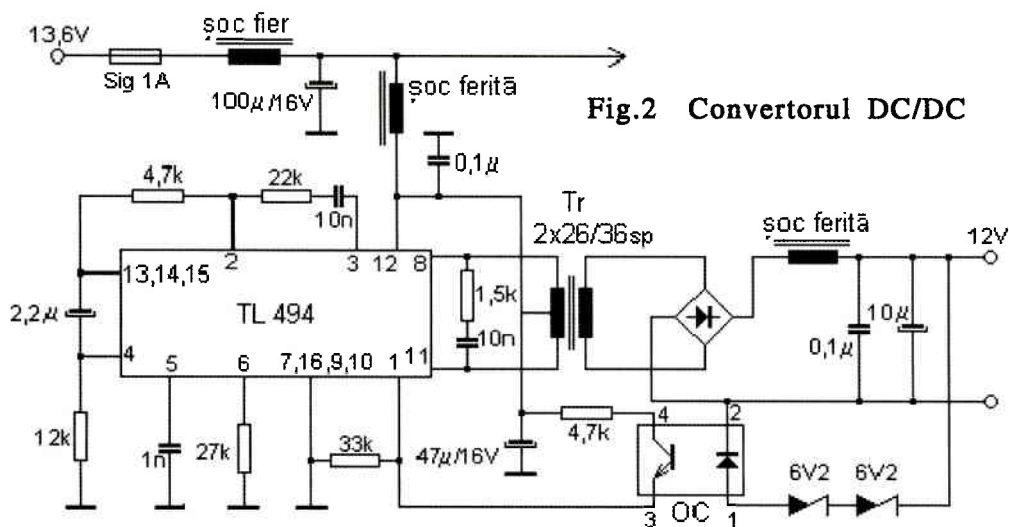 șoc fier
13,6V
Sig 1A
100µ/16V
șoc ferită
Fig.2 Convertorul DC/DC
0,1µ
4,7k
22k
10n
Tr
2x26/36sp
șoc ferită
12V
2
3
12
8
13,14,15
1,5k
2,2µ
TL 494
10n
10µ
0,1µ
4
5
6
7,16,9,10
1
11
12k
1n
27k
33k
47µ/16V
4,7k
4
2
6V2
6V2
3
OC
1